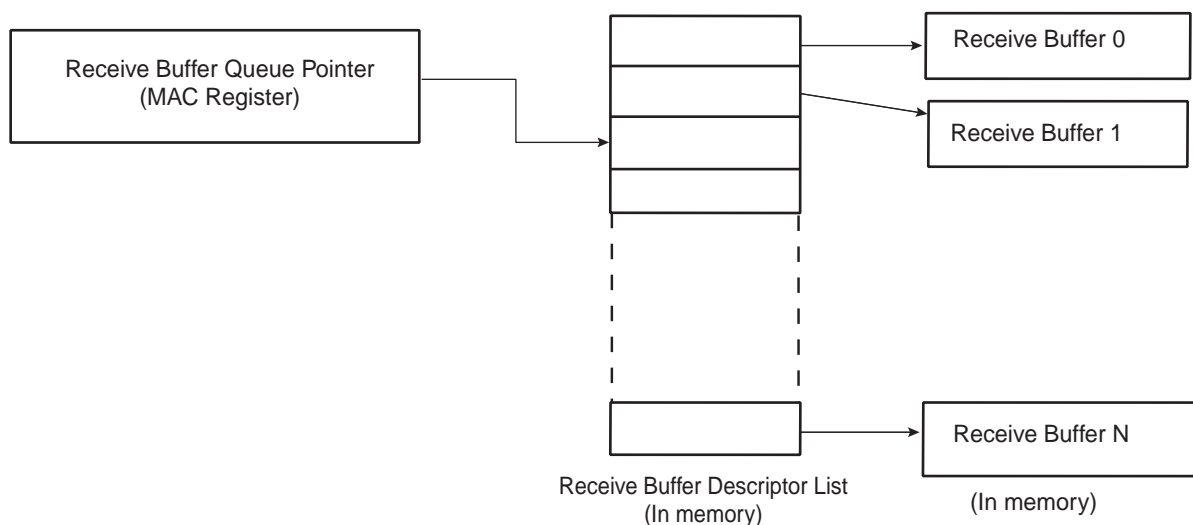 Receive Buffer Queue Pointer
(MAC Register)
Receive Buffer 0
Receive Buffer 1
Receive Buffer N
Receive Buffer Descriptor List
(In memory)
(In memory)